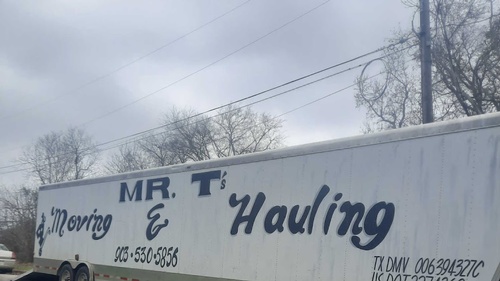 MR. T's
Moving & Hauling
903-530-5856
TX DMV 006394327C